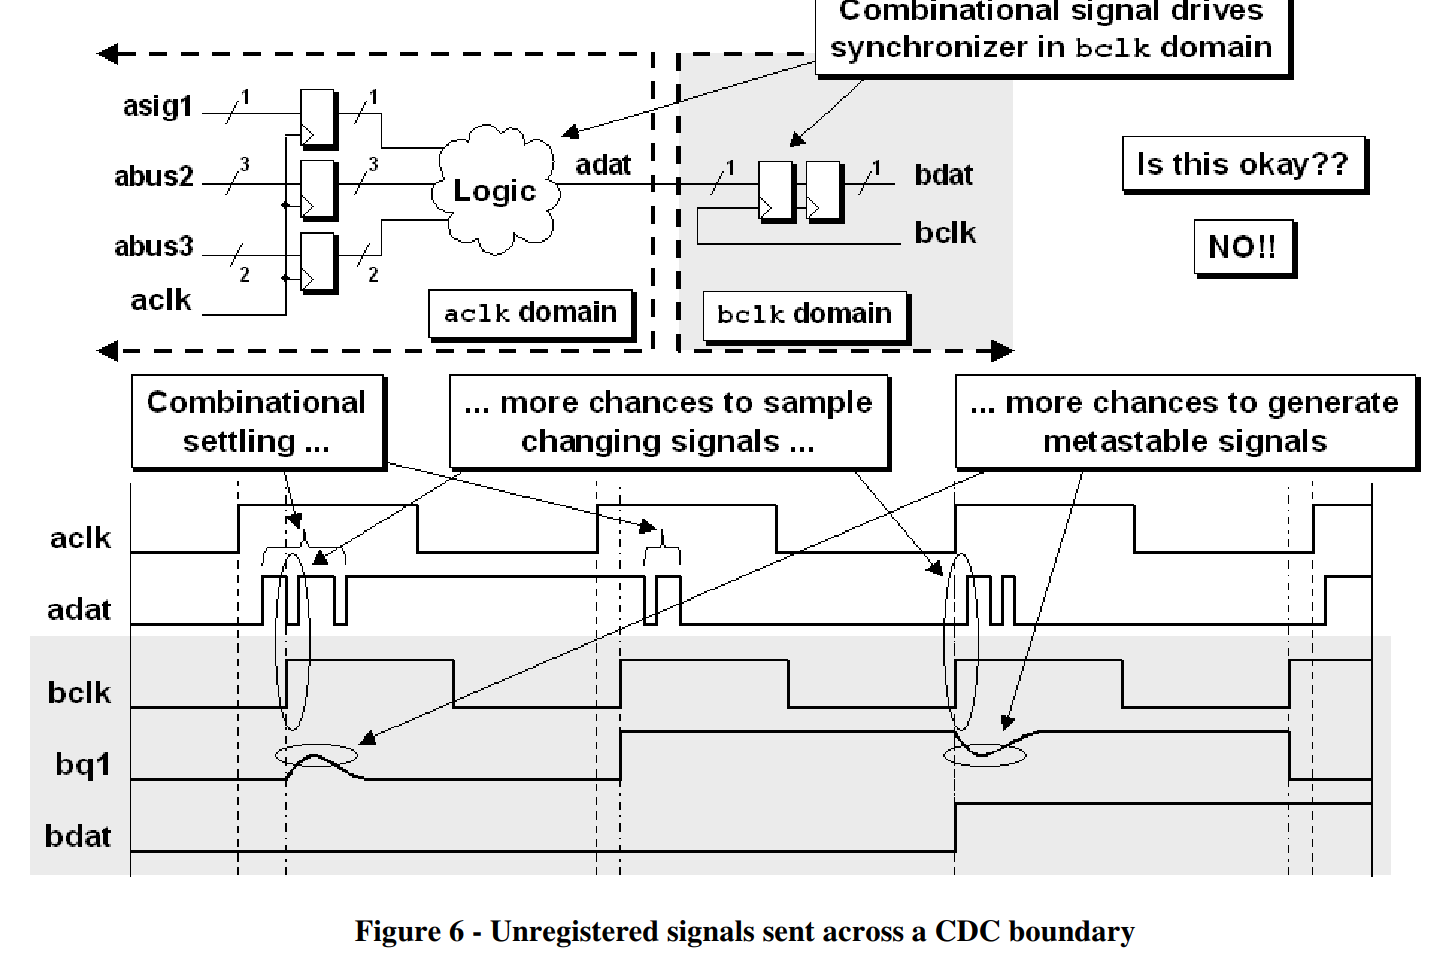 Combinational signal drives
synchronizer in bclk domain
asig1
1
1
abus2
3
3
Logic
adat
1
1
bdat
Is this okay??
abus3
2
2
bclk
NO!!
aclk
aclk domain
bclk domain
Combinational
settling ...
... more chances to sample
changing signals ...
... more chances to generate
metastable signals
aclk
adat
bclk
bq1
bdat
Figure 6 - Unregistered signals sent across a CDC boundary